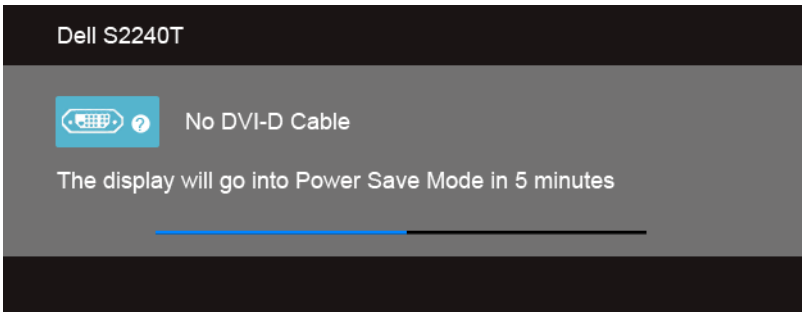 Dell S2240T
No DVI-D Cable
The display will go into Power Save Mode in 5 minutes